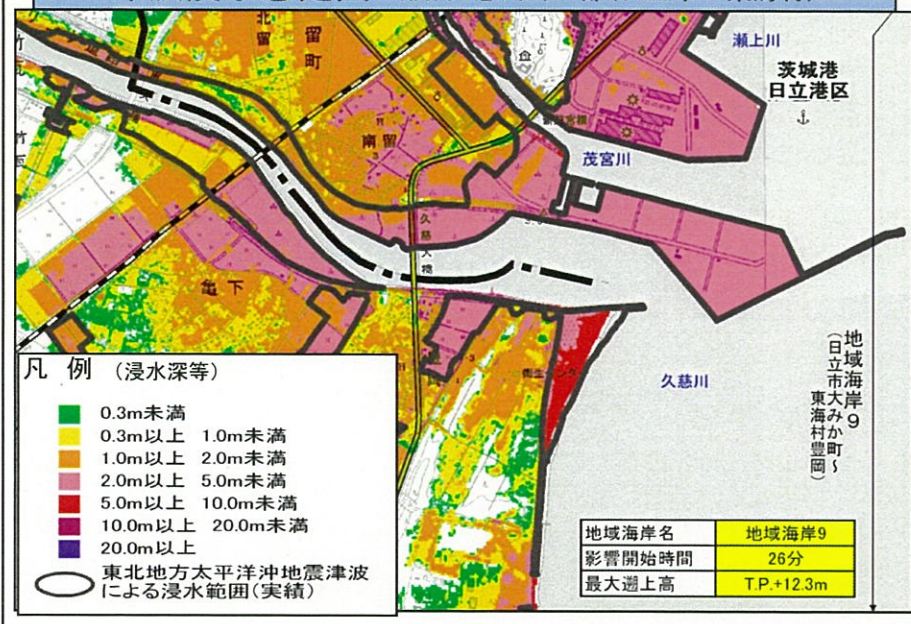 北
留
留
町
瀬上川
茨城港
日立港区
南留
茂宮川
久慈大橋
亀下
久慈川
地域海岸9
(日立市大みか町~
東海村豊岡)
凡 例 (浸水深等)
0.3m未満
0.3m以上 1.0m未満
1.0m以上 2.0m未満
2.0m以上 5.0m未満
5.0m以上 10.0m未満
10.0m以上 20.0m未満
20.0m以上
東北地方太平洋沖地震津波
による浸水範囲(実績)
地域海岸名 地域海岸9
影響開始時間 26分
最大遡上高 T.P.+12.3m